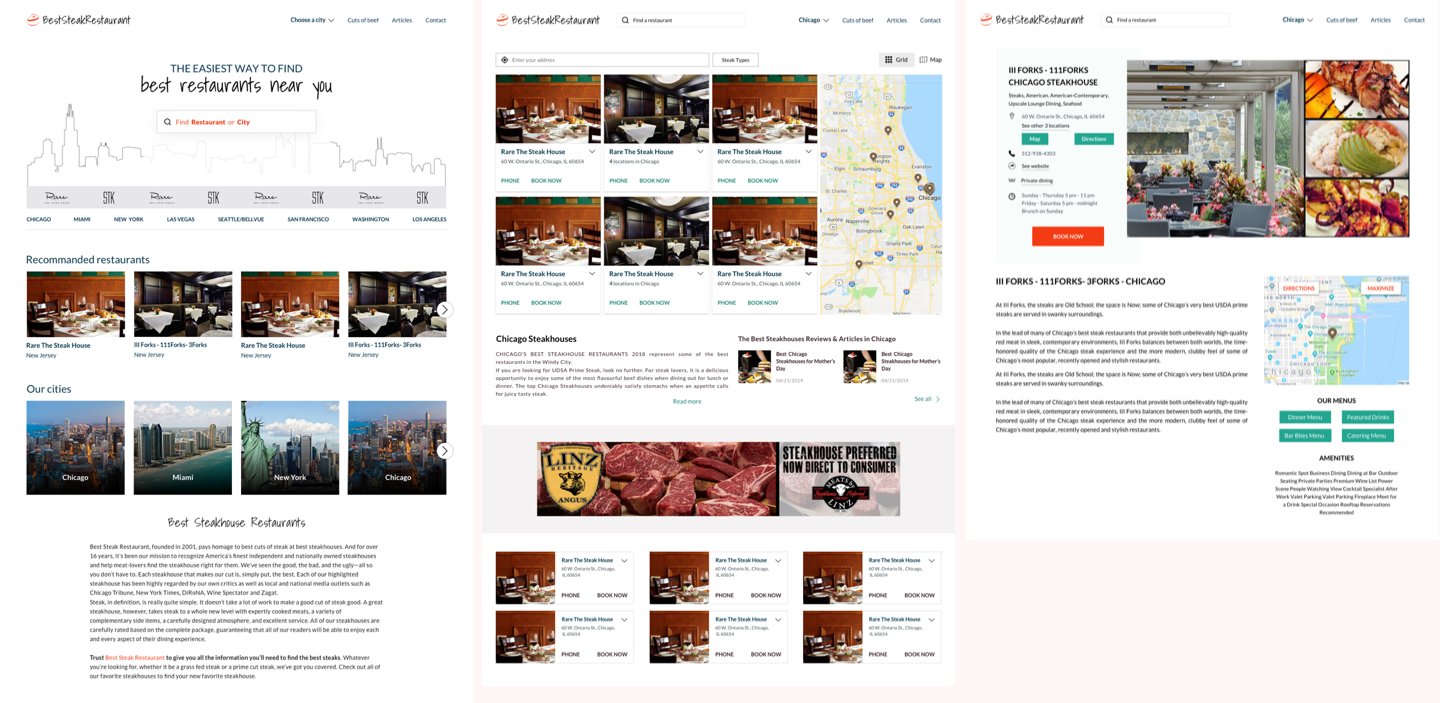 BestSteakRestaurant
Choose a city
Cuts of beef
Articles
Contact
THE EASIEST WAY TO FIND
best restaurants near you
Find Restaurant or City
Rare
STK
Rare
STK
Rare
STK
Rare
STK
CHICAGO
MIAMI
NEW YORK
LAS VEGAS
SEATTLE/BELLVUE
SAN FRANCISCO
WASHINGTON
LOS ANGELES
Recommanded restaurants
Rare The Steak House
New Jersey
III Forks - 111Forks- 3Forks
New Jersey
Rare The Steak House
New Jersey
III Forks - 111Forks- 3Forks
New Jersey
Our cities
Chicago
Miami
New York
Chicago
Best Steakhouse Restaurants
Best Steak Restaurant, founded in 2001, pays homage to best cuts of steak at best steakhouses. And for over
16 years, it's been our mission to recognize America's finest independent and nationally owned steakhouses
and help meat-lovers find the steakhouse right for them. We've seen the good, the bad, and the ugly—all so
you don't have to. Each steakhouse that makes our cut is, simply put, the best. Each of our highlighted
steakhouse has been highly regarded by our own critics as well as local and national media outlets such as
Chicago Tribune, New York Times, DiRoNA, Wine Spectator and Zagat.
Steak, in definition, is really quite simple. It doesn't take a lot of work to make a good cut of steak good. A great
steakhouse, however, takes steak to a whole new level with expertly cooked meats, a variety of
complementary side items, a carefully designed atmosphere, and excellent service. All of our steakhouses are
carefully rated based on the complete package, guaranteeing that all of our readers will be able to enjoy each
and every aspect of their dining experience.
Trust Best Steak Restaurant to give you all the information you'll need to find the best steaks. Whatever
you're looking for, whether it be a grass fed steak or a prime cut steak, we've got you covered. Check out all of
our favorite steakhouses to find your new favorite steakhouse.
BestSteakRestaurant
Find a restaurant
Chicago
Cuts of beef
Articles
Contact
Enter your address
Steak Types
Grid
Map
Rare The Steak House
60 W. Ontario St., Chicago, IL 60654
PHONE
BOOK NOW
Rare The Steak House
4 locations in Chicago
PHONE
BOOK NOW
Rare The Steak House
60 W. Ontario St., Chicago, IL 60654
PHONE
BOOK NOW
Rare The Steak House
60 W. Ontario St., Chicago, IL 60654
PHONE
BOOK NOW
Rare The Steak House
4 locations in Chicago
PHONE
BOOK NOW
Rare The Steak House
60 W. Ontario St., Chicago, IL 60654
PHONE
BOOK NOW
Waukegan
Crystal Lake
Elgin
Schaumburg
Evanston
St. Charles
Chicago
Aurora
Naperville
Oak Lawn
Bolingbrook
Orland Park
Tinley Park
Joliet
Chicago Steakhouses
CHICAGO'S BEST STEAKHOUSE RESTAURANTS 2018 represent some of the best
restaurants in the Windy City.
If you are looking for UDSA Prime Steak, look no further. For steak lovers, it is a delicious
opportunity to enjoy some of the most flavourful beef dishes when dining out for lunch or
dinner. The top Chicago Steakhouses undeniably satisfy stomachs when an appetite calls
for juicy tasty steak.
Read more
The Best Steakhouses Reviews & Articles in Chicago
Best Chicago
Steakhouses for Mother's
Day
04/21/2019
Best Chicago
Steakhouses for Mother's
Day
04/21/2019
See all
LINZ
HERITAGE
ANGUS
STEAKHOUSE PREFERRED
NOW DIRECT TO CONSUMER
MEATS BY
LINZ
Rare The Steak House
60 W. Ontario St., Chicago,
IL 60654
PHONE
BOOK NOW
Rare The Steak House
60 W. Ontario St., Chicago,
IL 60654
PHONE
BOOK NOW
Rare The Steak House
60 W. Ontario St., Chicago,
IL 60654
PHONE
BOOK NOW
Rare The Steak House
60 W. Ontario St., Chicago,
IL 60654
PHONE
BOOK NOW
Rare The Steak House
60 W. Ontario St., Chicago,
IL 60654
PHONE
BOOK NOW
Rare The Steak House
60 W. Ontario St., Chicago,
IL 60654
PHONE
BOOK NOW
BestSteakRestaurant
Find a restaurant
Chicago
Cuts of beef
Articles
Contact
III FORKS - 111FORKS
CHICAGO STEAKHOUSE
Steaks, American, American-Contemporary,
Upscale Lounge Dining, Seafood
60 W. Ontario St., Chicago, IL 60654
See other 3 locations
Map
Directions
312-938-4303
See website
Private dining
Sunday - Thursday 5 pm - 11 pm
Friday - Saturday 5 pm - midnight
Brunch on Sunday
BOOK NOW
III FORKS - 111FORKS- 3FORKS - CHICAGO
At III Forks, the steaks are Old School; the space is Now; some of Chicago's very best USDA prime
steaks are served in swanky surroundings.
In the lead of many of Chicago's best steak restaurants that provide both unbelievably high-quality
red meat in sleek, contemporary environments, III Forks balances between both worlds, the time-
honored quality of the Chicago steak experience and the more modern, clubby feel of some of
Chicago's most popular, recently opened and stylish restaurants.
At III Forks, the steaks are Old School; the space is Now; some of Chicago's very best USDA prime
steaks are served in swanky surroundings.
In the lead of many of Chicago's best steak restaurants that provide both unbelievably high-quality
red meat in sleek, contemporary environments, III Forks balances between both worlds, the time-
honored quality of the Chicago steak experience and the more modern, clubby feel of some of
Chicago's most popular, recently opened and stylish restaurants.
DIRECTIONS
MAXIMIZE
Chicago
OUR MENUS
Dinner Menu
Featured Drinks
Bar Bites Menu
Catering Menu
AMENITIES
Romantic Spot Business Dining Dining at Bar Outdoor
Seating Private Parties Premium Wine List Power
Scene People Watching View Cocktail Specialist After
Work Valet Parking Valet Parking Fireplace Meet for
a Drink Special Occasion Rooftop Reservations
Recommended